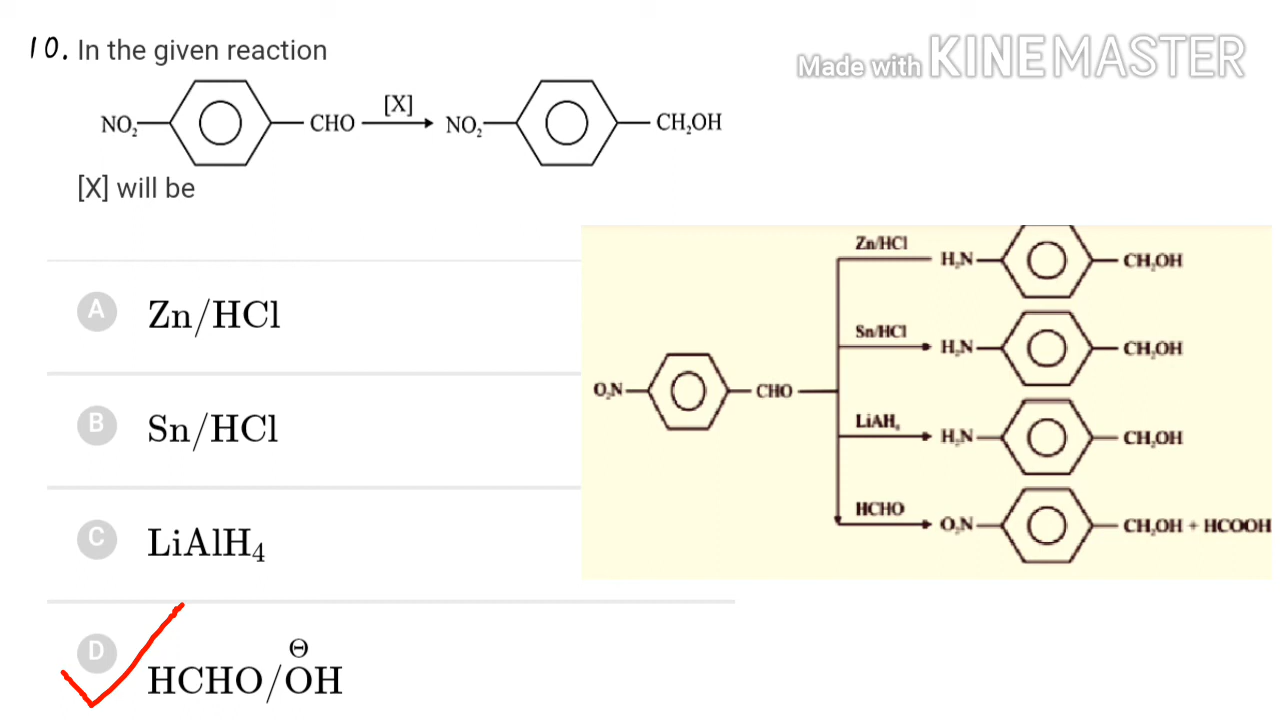 10. In the given reaction
Made with KINEMASTER
NO₂ CHO [X] NO₂ CH₂OH
[X] will be
Zn/HCl
H₂N CH₂OH
A Zn/HCl
Sn/HCl
H₂N CH₂OH
O₂N CHO
B Sn/HCl
LiAH₄
H₂N CH₂OH
HCHO
O₂N CH₂OH + HCOOH
C LiAlH₄
D HCHO/O⊖H